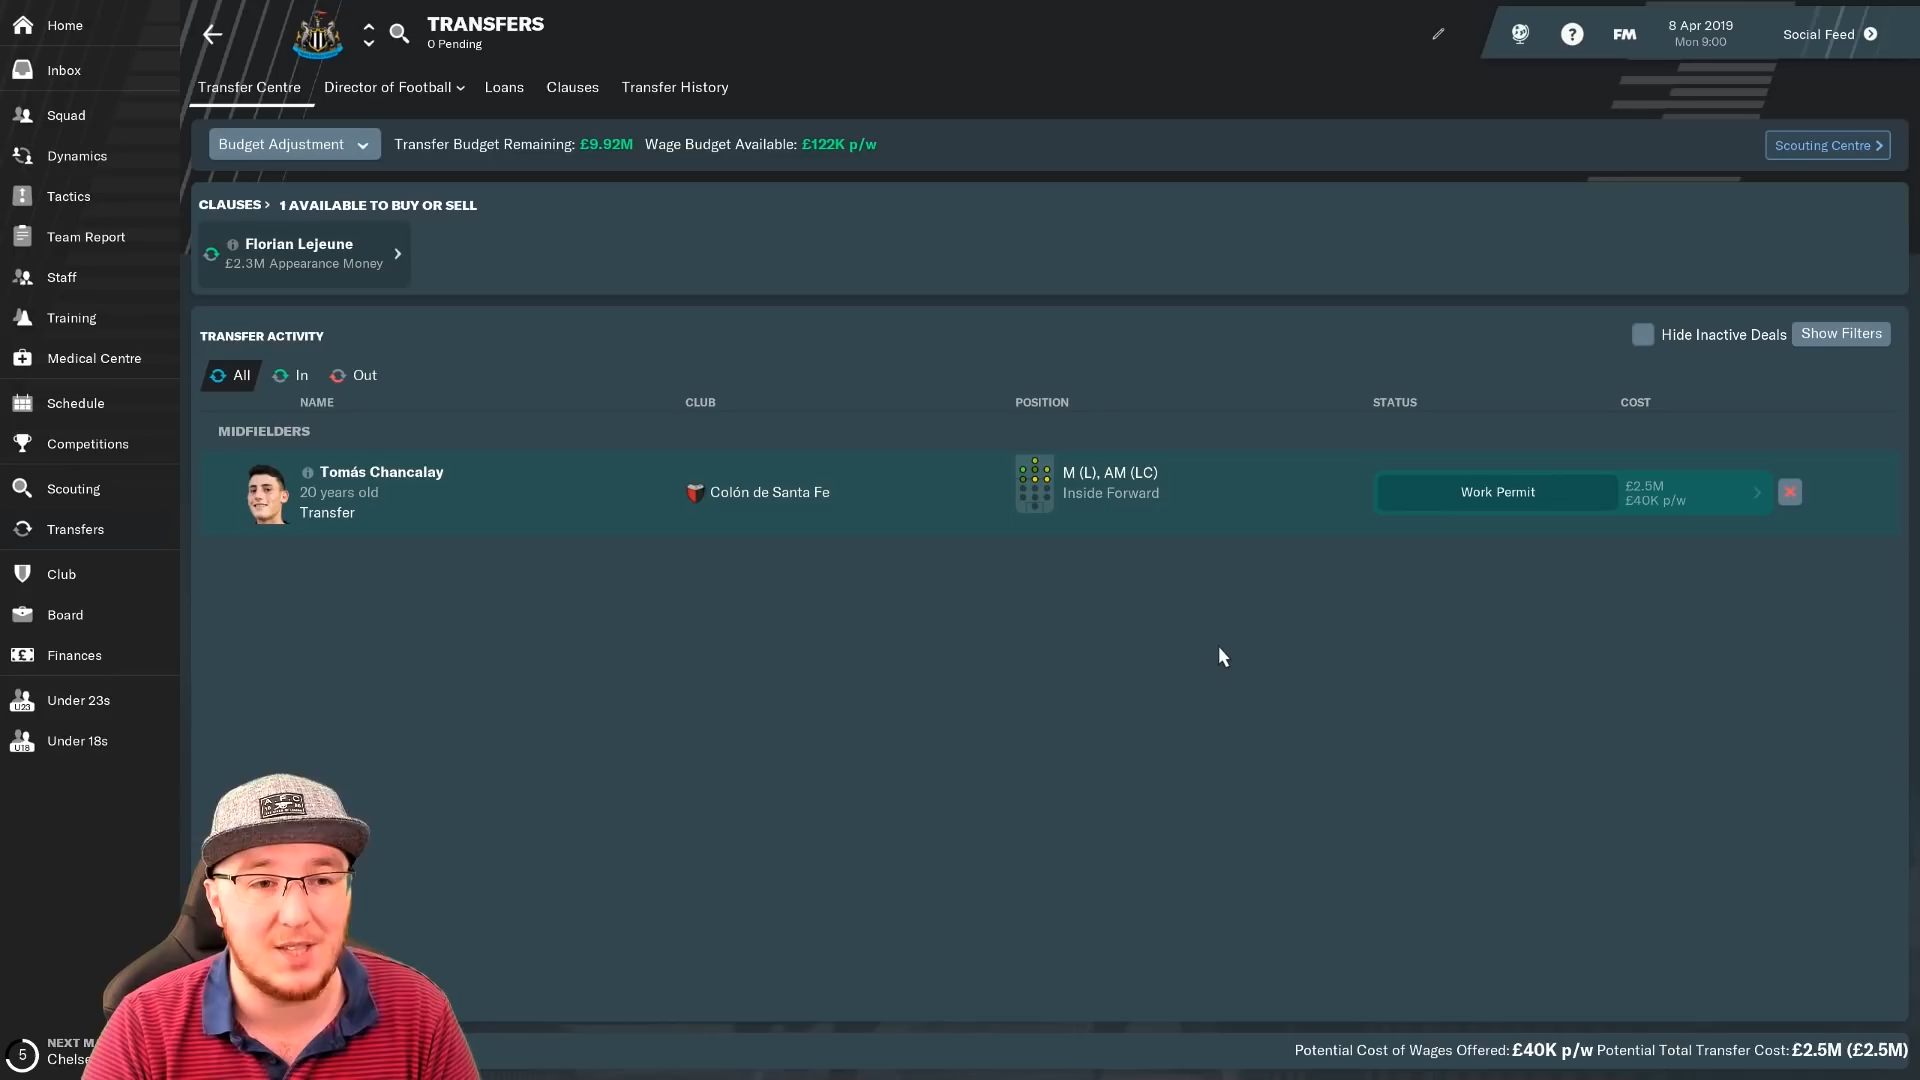 Home
Inbox
Squad
Dynamics
Tactics
Team Report
Staff
Training
Medical Centre
Schedule
Competitions
Scouting
Transfers
Club
Board
Finances
U23
Under 23s
U18
Under 18s
5
NEXT M
Chelse
TRANSFERS
0 Pending
?
FM
8 Apr 2019
Mon 9:00
Social Feed
Transfer Centre
Director of Football
Loans
Clauses
Transfer History
Budget Adjustment
Transfer Budget Remaining: £9.92M Wage Budget Available: £122K p/w
Scouting Centre
CLAUSES > 1 AVAILABLE TO BUY OR SELL
Florian Lejeune
£2.3M Appearance Money
TRANSFER ACTIVITY
Hide Inactive Deals
Show Filters
All
In
Out
NAME
CLUB
POSITION
STATUS
COST
MIDFIELDERS
Tomás Chancalay
20 years old
Transfer
Colón de Santa Fe
M (L), AM (LC)
Inside Forward
Work Permit
£2.5M
£40K p/w
Potential Cost of Wages Offered: £40K p/w Potential Total Transfer Cost: £2.5M (£2.5M)